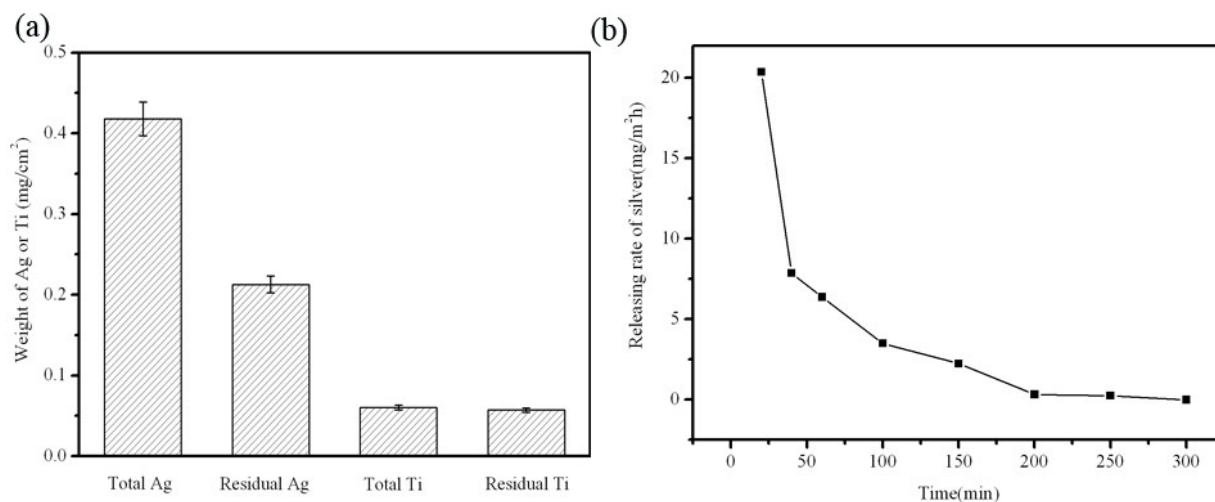 (a)
0.5
0.4
0.3
0.2
0.1
0.0
Weight of Ag or Ti (mg/cm²)
Total Ag
Residual Ag
Total Ti
Residual Ti
(b)
20
15
10
5
0
Releasing rate of silver(mg/m²h)
0 50 100 150 200 250 300
Time(min)